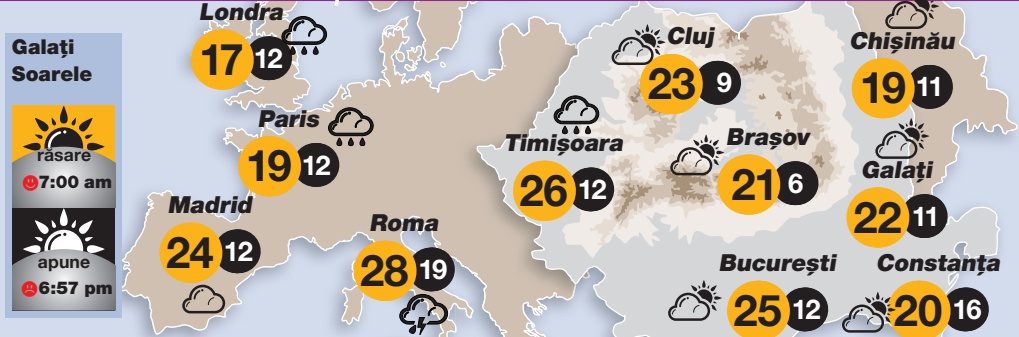 Galați
Soarele
răsare
7:00 am
apune
6:57 pm
Londra
17 12
Paris
19 12
Madrid
24 12
Roma
28 19
Timișoara
26 12
Cluj
23 9
Brașov
21 6
București
25 12
Chișinău
19 11
Galați
22 11
Constanța
20 16